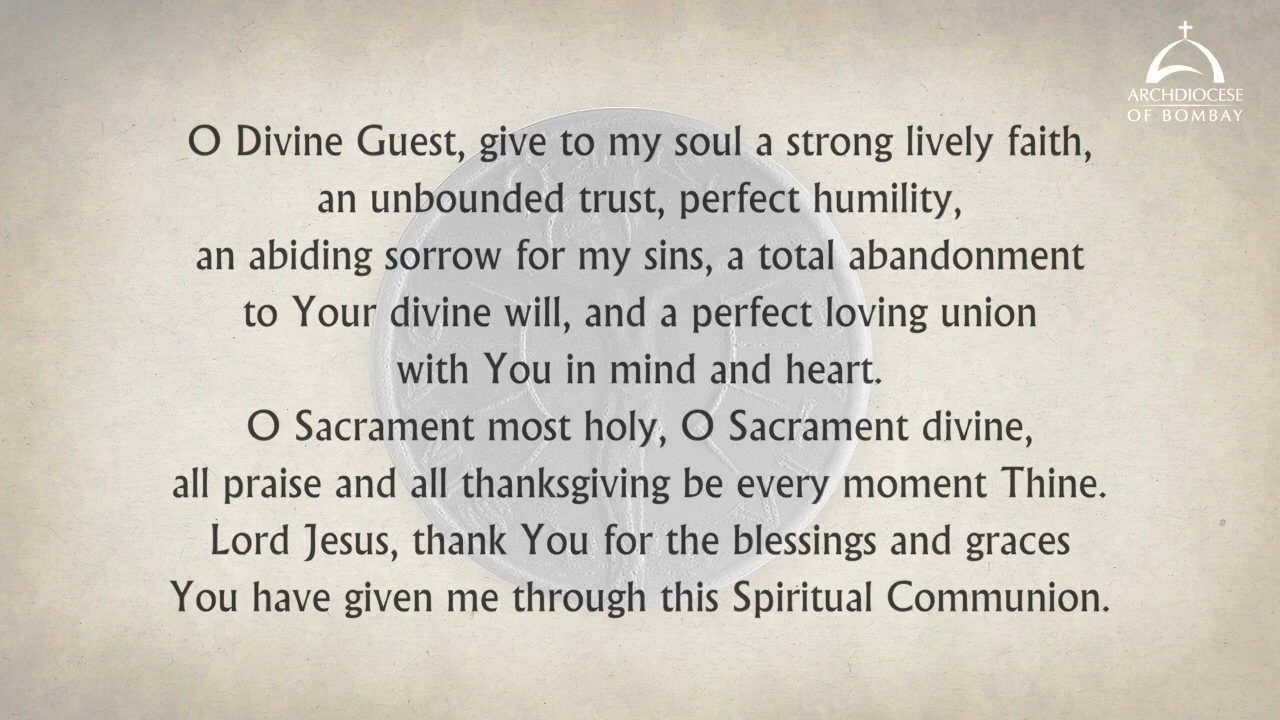 ARCHDIOCESE
OF BOMBAY
O Divine Guest, give to my soul a strong lively faith,
an unbounded trust, perfect humility,
an abiding sorrow for my sins, a total abandonment
to Your divine will, and a perfect loving union
with You in mind and heart.
O Sacrament most holy, O Sacrament divine,
all praise and all thanksgiving be every moment Thine.
Lord Jesus, thank You for the blessings and graces
You have given me through this Spiritual Communion.